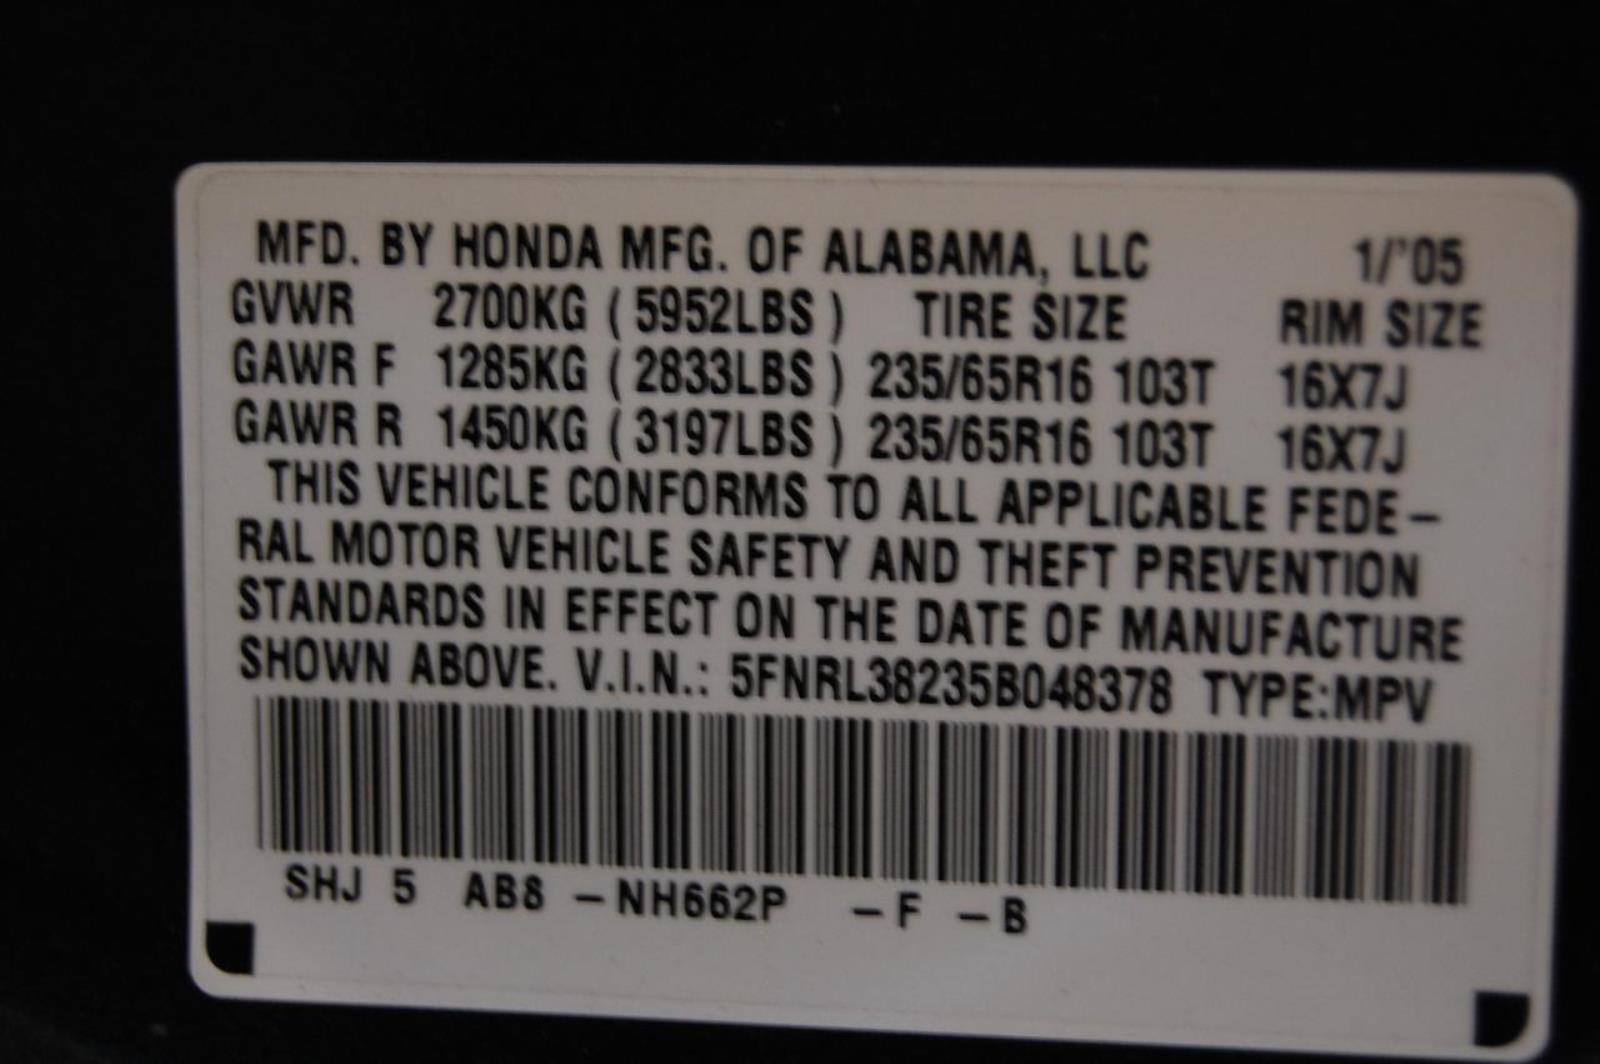 MFD. BY HONDA MFG. OF ALABAMA, LLC 1/'05
GVWR 2700KG (5952LBS) TIRE SIZE RIM SIZE
GAWR F 1285KG (2833LBS) 235/65R16 103T 16X7J
GAWR R 1450KG (3197LBS) 235/65R16 103T 16X7J
THIS VEHICLE CONFORMS TO ALL APPLICABLE FEDE-
RAL MOTOR VEHICLE SAFETY AND THEFT PREVENTION
STANDARDS IN EFFECT ON THE DATE OF MANUFACTURE
SHOWN ABOVE. V.I.N.: 5FNRL38235B048378 TYPE:MPV
SHJ 5 AB8 -NH662P -F -B